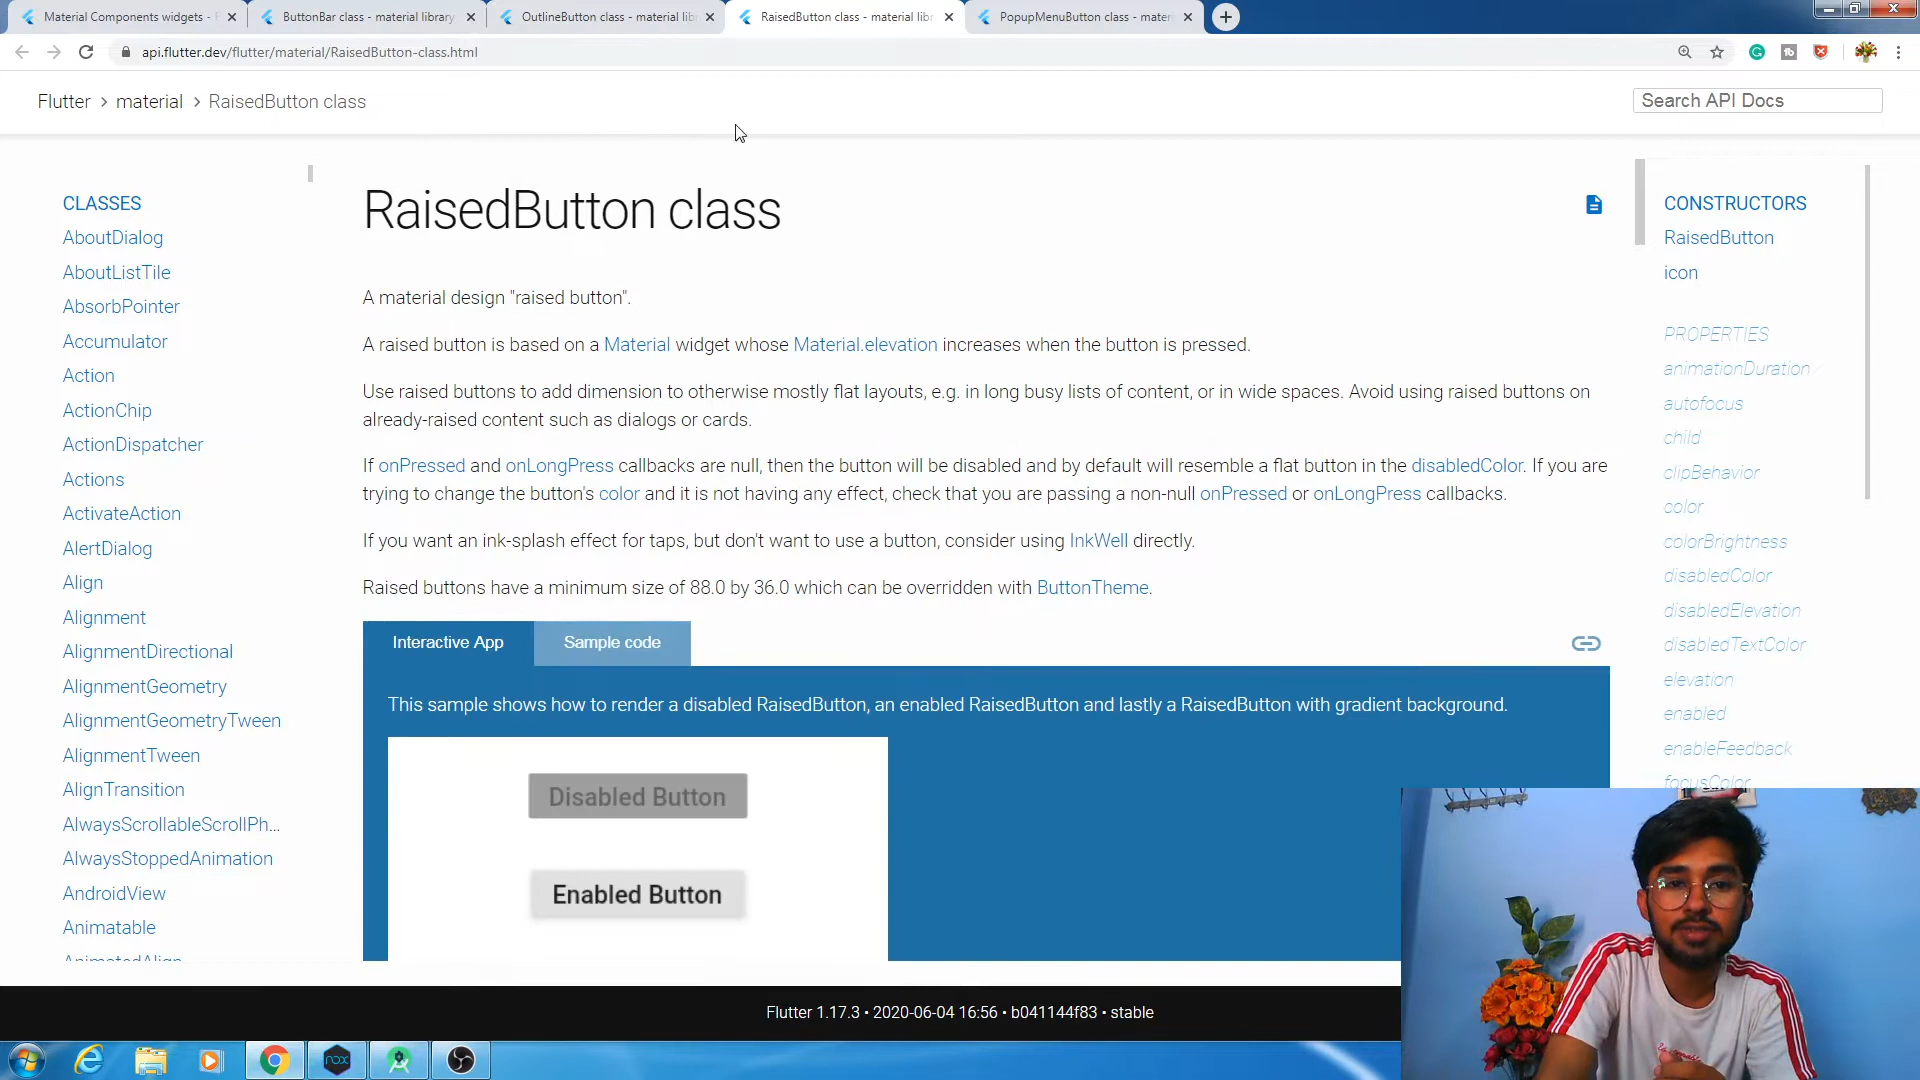 Material Components widgets - F
ButtonBar class - material library
OutlineButton class - material lib
RaisedButton class - material lib
PopupMenuButton class - mater
api.flutter.dev/flutter/material/RaisedButton-class.html
Flutter > material > RaisedButton class
Search API Docs
CLASSES
AboutDialog
AboutListTile
AbsorbPointer
Accumulator
Action
ActionChip
ActionDispatcher
Actions
ActivateAction
AlertDialog
Align
Alignment
AlignmentDirectional
AlignmentGeometry
AlignmentGeometryTween
AlignmentTween
AlignTransition
AlwaysScrollableScrollPh...
AlwaysStoppedAnimation
AndroidView
Animatable
AnimatedAlign
RaisedButton class
A material design "raised button".
A raised button is based on a Material widget whose Material.elevation increases when the button is pressed.
Use raised buttons to add dimension to otherwise mostly flat layouts, e.g. in long busy lists of content, or in wide spaces. Avoid using raised buttons on
already-raised content such as dialogs or cards.
If onPressed and onLongPress callbacks are null, then the button will be disabled and by default will resemble a flat button in the disabledColor. If you are
trying to change the button's color and it is not having any effect, check that you are passing a non-null onPressed or onLongPress callbacks.
If you want an ink-splash effect for taps, but don't want to use a button, consider using InkWell directly.
Raised buttons have a minimum size of 88.0 by 36.0 which can be overridden with ButtonTheme.
Interactive App
Sample code
This sample shows how to render a disabled RaisedButton, an enabled RaisedButton and lastly a RaisedButton with gradient background.
Disabled Button
Enabled Button
CONSTRUCTORS
RaisedButton
icon
PROPERTIES
animationDuration
autofocus
child
clipBehavior
color
colorBrightness
disabledColor
disabledElevation
disabledTextColor
elevation
enabled
enableFeedback
focusColor
Flutter 1.17.3 • 2020-06-04 16:56 • b041144f83 • stable
nox